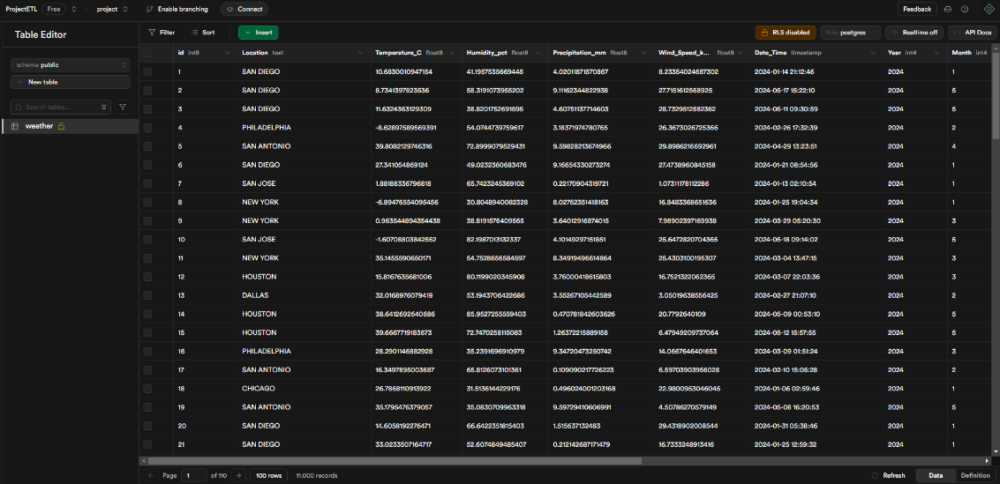 ProjectETL Free project Enable branching Connect Feedback
Table Editor
Filter Sort Insert RLS disabled Role postgres Realtime off API Docs
schema public
New table
Search tables...
weather
id int8 Location text Temperature_C float8 Humidity_pct float8 Precipitation_mm float8 Wind_Speed_k... float8 Date_Time timestamp Year int4 Month int4
1 SAN DIEGO 10.6830010947154 41.1957535669445 4.02011871570867 8.23354024687302 2024-01-14 21:12:46 2024 1
2 SAN DIEGO 8.7341397823536 58.3191073955202 9.11162344822938 27.7151612568925 2024-05-17 15:22:10 2024 5
3 SAN DIEGO 11.6324363129309 38.8201752691595 4.60751137714603 28.7329512882362 2024-05-11 09:30:59 2024 5
4 PHILADELPHIA -8.62897589569391 54.0744739759617 3.18371974780765 26.3673026725366 2024-02-26 17:32:39 2024 2
5 SAN ANTONIO 39.8082129746316 72.8999079529431 9.59828213674966 29.8986216692961 2024-04-29 13:23:51 2024 4
6 SAN DIEGO 27.341054869124 49.0232360683476 9.16654330273274 27.4738960845158 2024-01-21 08:54:56 2024 1
7 SAN JOSE 1.88188336796818 65.7423245369102 0.22170904319721 1.07311178112286 2024-01-13 02:10:54 2024 1
8 NEW YORK -6.89476554095456 30.8048940082328 8.02762351418163 16.8483368651636 2024-01-25 19:04:34 2024 1
9 NEW YORK 0.963544894354438 38.8191576409565 3.64012916874015 7.98902397169938 2024-03-29 05:20:30 2024 3
10 SAN JOSE -1.60708803842552 82.1987013132337 4.10149297151851 25.6472820704365 2024-05-18 09:14:02 2024 5
11 NEW YORK 35.1455590650171 54.7528656584597 8.34919496614864 25.4303100195307 2024-03-04 13:47:15 2024 3
12 HOUSTON 15.8167635681006 80.1199020345908 3.76000418615803 16.7521322062365 2024-03-07 22:03:36 2024 3
13 DALLAS 32.0168976079419 53.1943706422686 3.55267105442589 3.05019638556425 2024-02-27 21:07:10 2024 2
14 HOUSTON 38.6412692640686 85.9527255559403 0.470781842603626 20.7792640109 2024-05-09 00:53:10 2024 5
15 HOUSTON 39.6667719183673 72.7470258115083 1.26372215889158 6.47949209737064 2024-05-12 15:57:55 2024 5
16 PHILADELPHIA 28.2901146882928 35.2391696910979 9.34720473250742 14.0667646401653 2024-03-09 01:51:24 2024 3
17 SAN ANTONIO 16.3497895003687 65.8126073101361 0.109090217726223 6.59703903956028 2024-02-10 15:05:28 2024 2
18 CHICAGO 26.7868110913922 31.5136144229176 0.496024001203168 22.9800953046045 2024-01-06 02:59:46 2024 1
19 SAN ANTONIO 35.1795476379057 35.0830709963318 9.59729410606991 4.50786270579149 2024-05-08 16:20:53 2024 5
20 SAN DIEGO 14.6058192276471 66.6422351815403 1.515637132483 29.4318902008544 2024-01-31 05:38:46 2024 1
21 SAN DIEGO 33.0233507164717 52.6074849485407 0.212142687171479 16.7333248913416 2024-01-25 12:59:32 2024 1
Page 1 of 110 100 rows 11,000 records Refresh Data Definition